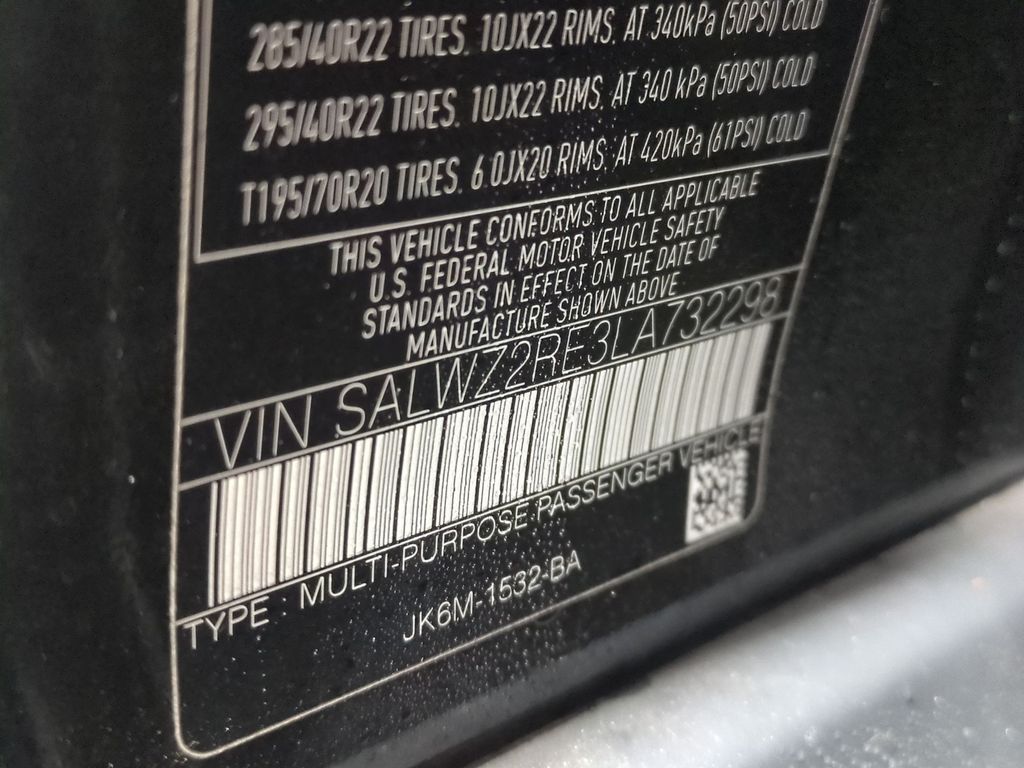 285/40R22 TIRES. 10JX22 RIMS. AT 340kPa (50PSI) COLD
295/40R22 TIRES. 10JX22 RIMS. AT 340 kPa (50PSI) COLD
T195/70R20 TIRES. 6.0JX20 RIMS. AT 420kPa (61PSI) COLD
THIS VEHICLE CONFORMS TO ALL APPLICABLE
U.S. FEDERAL MOTOR VEHICLE SAFETY
STANDARDS IN EFFECT ON THE DATE OF
MANUFACTURE SHOWN ABOVE
VIN SALWZ2RE3LA732298
TYPE : MULTI-PURPOSE PASSENGER VEHICLE
JK6M-1532-BA